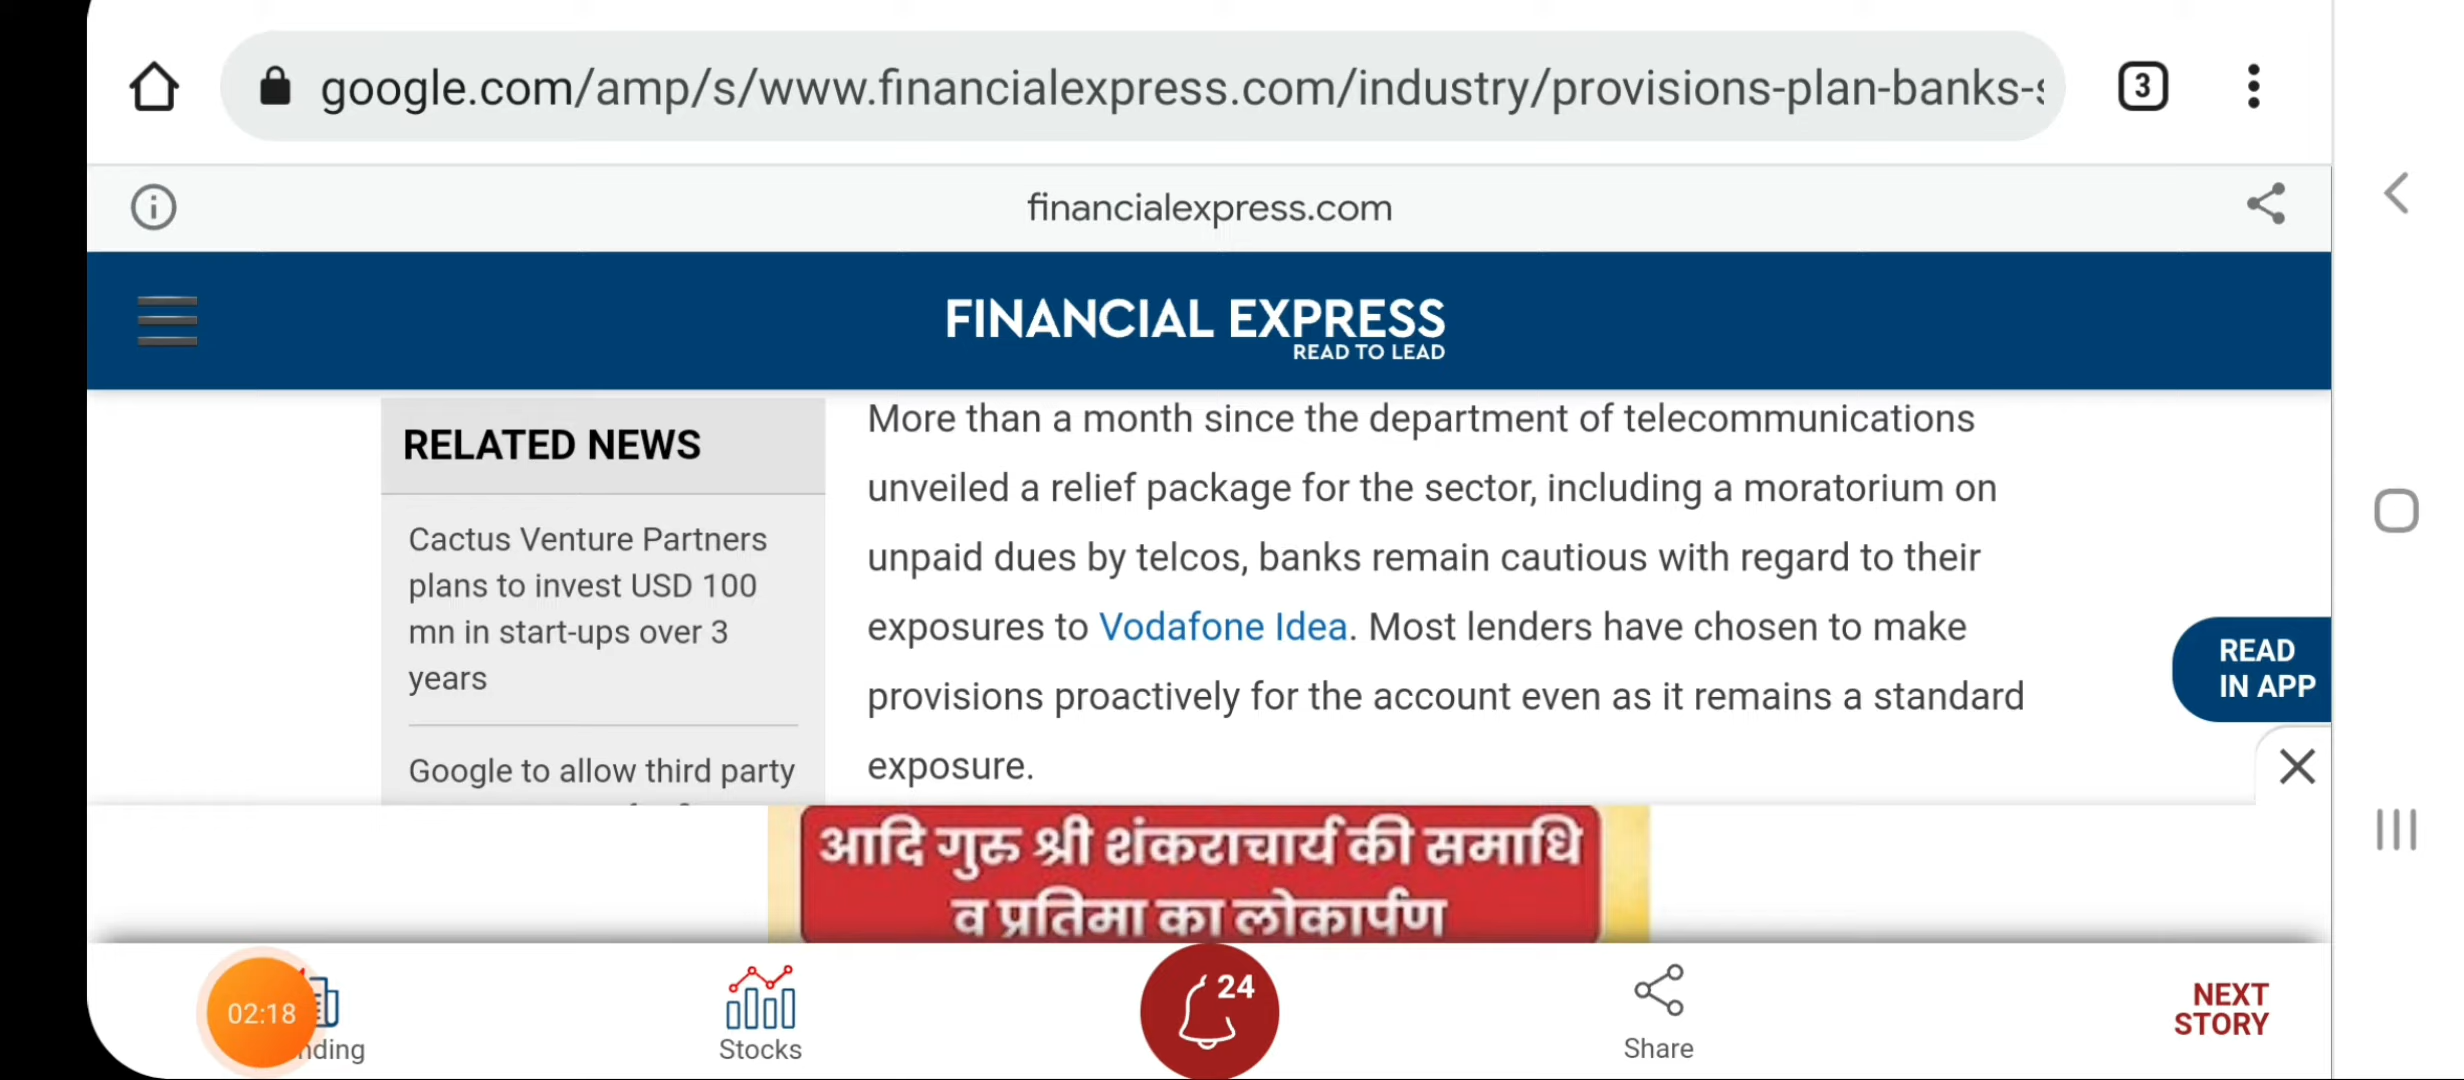 google.com/amp/s/www.financialexpress.com/industry/provisions-plan-banks-
3
financialexpress.com
FINANCIAL EXPRESS
READ TO LEAD
RELATED NEWS
Cactus Venture Partners
plans to invest USD 100
mn in start-ups over 3
years
Google to allow third party
More than a month since the department of telecommunications
unveiled a relief package for the sector, including a moratorium on
unpaid dues by telcos, banks remain cautious with regard to their
exposures to Vodafone Idea. Most lenders have chosen to make
provisions proactively for the account even as it remains a standard
exposure.
READ
IN APP
आदि गुरु श्री शंकराचार्य की समाधि
व प्रतिमा का लोकार्पण
02:18
nding
Stocks
24
Share
NEXT
STORY